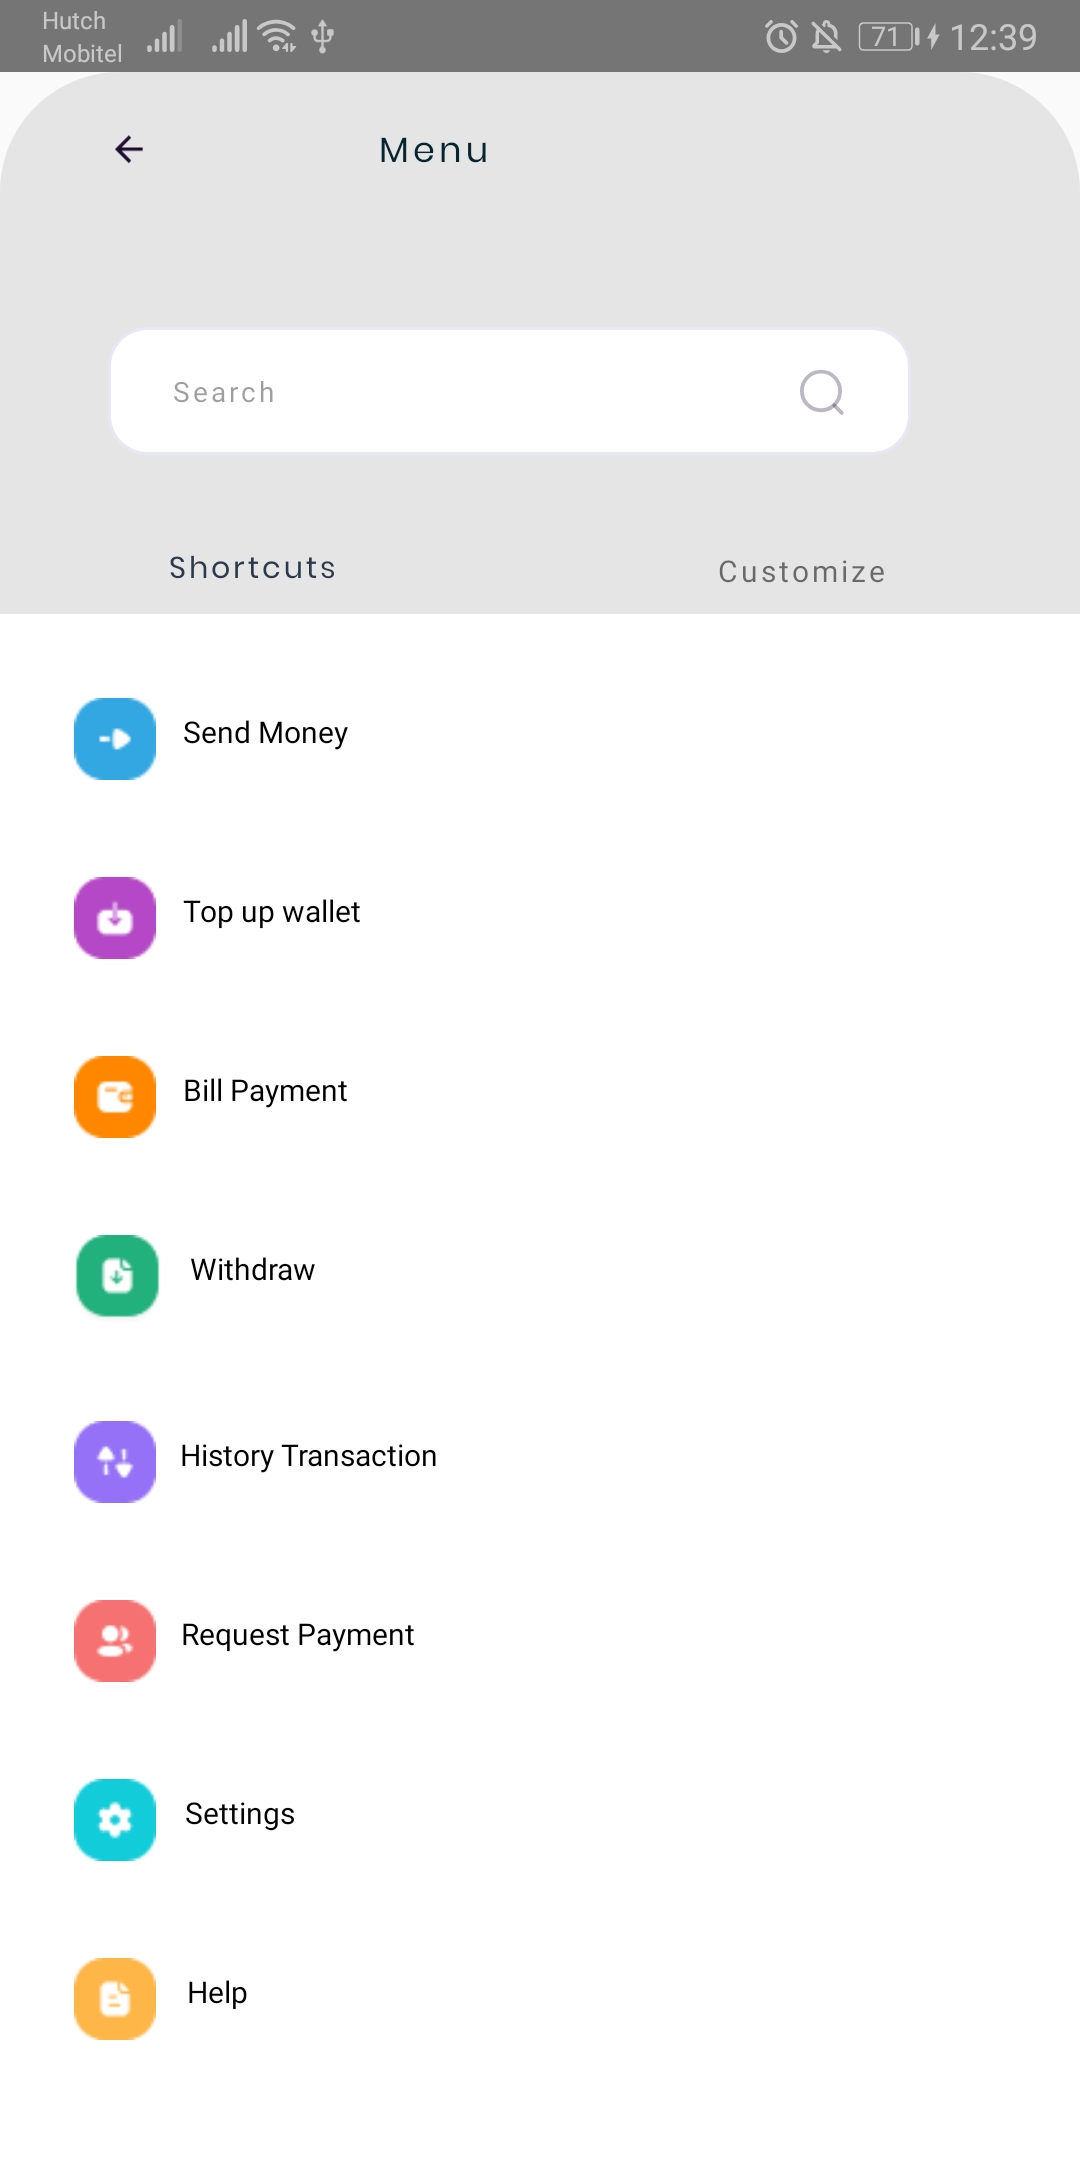 Hutch
Mobitel
71
12:39
Menu
Search
Shortcuts
Customize
Send Money
Top up wallet
Bill Payment
Withdraw
History Transaction
Request Payment
Settings
Help